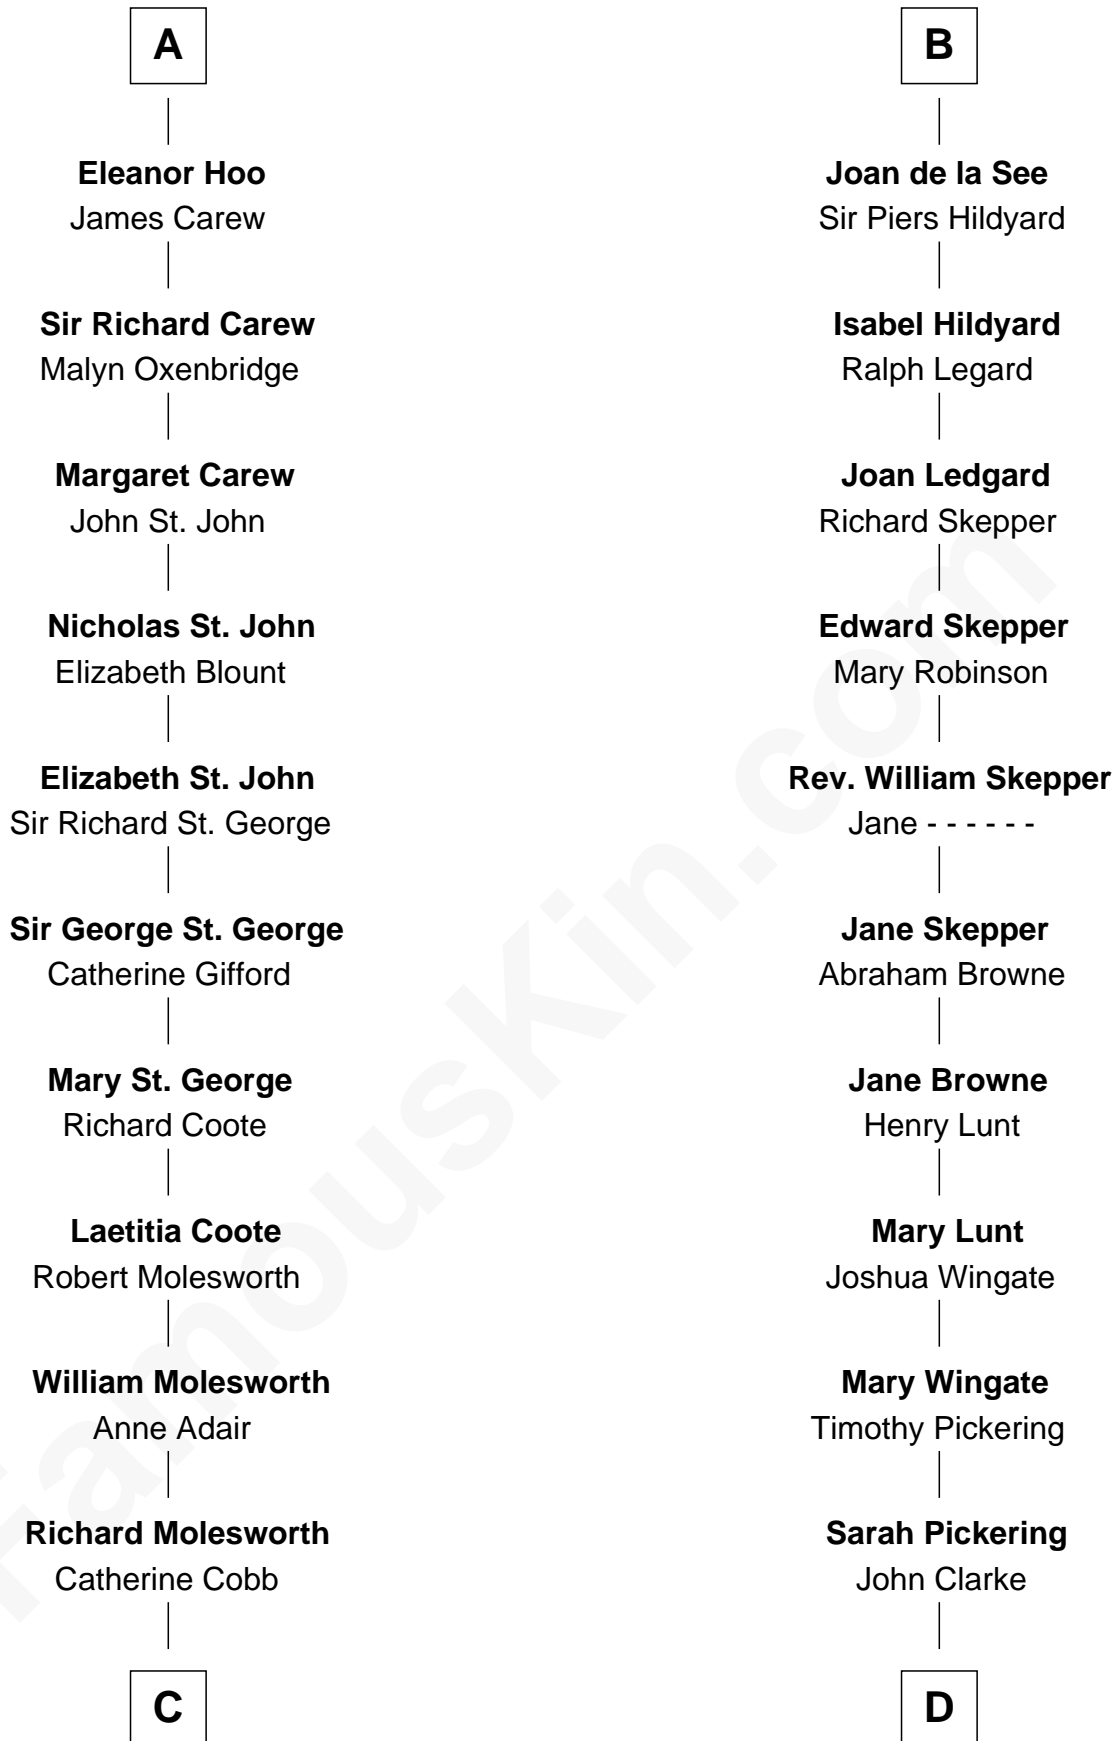 A
Eleanor Hoo
James Carew
Sir Richard Carew
Malyn Oxenbridge
Margaret Carew
John St. John
Nicholas St. John
Elizabeth Blount
Elizabeth St. John
Sir Richard St. George
Sir George St. George
Catherine Gifford
Mary St. George
Richard Coote
Laetitia Coote
Robert Molesworth
William Molesworth
Anne Adair
Richard Molesworth
Catherine Cobb
C
B
Joan de la See
Sir Piers Hildyard
Isabel Hildyard
Ralph Legard
Joan Ledgard
Richard Skepper
Edward Skepper
Mary Robinson
Rev. William Skepper
Jane - - - - - -
Jane Skepper
Abraham Browne
Jane Browne
Henry Lunt
Mary Lunt
Joshua Wingate
Mary Wingate
Timothy Pickering
Sarah Pickering
John Clarke
D
FamousKin.com